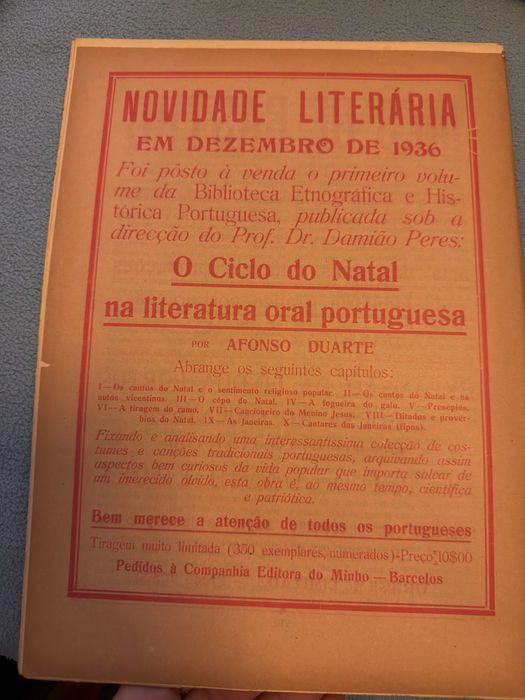 NOVIDADE LITERÁRIA
EM DEZEMBRO DE 1936
Foi pôsto à venda o primeiro volu-
me da Biblioteca Etnográfica e His-
tórica Portuguesa, publicada sob a
direcção do Prof. Dr. Damião Peres:
O Ciclo do Natal
na literatura oral portuguesa
POR AFONSO DUARTE
Abrange os seguintes capítulos:
I—Os cantos do Natal e o sentimento religioso popular. II—Os cantos do Natal e os
autos vicentinos. III—O cêpo do Natal. IV—A fogueira do galo. V—Presépios.
VI—A tiragem do ramo. VII—Cancioneiro do Menino Jesus. VIII—Ditados e provér-
bios do Natal. IX—As Janeiras. X—Cantares das Janeiras (tipos).
Fixando e analisando uma interessantíssima colecção de cos-
tumes e canções tradicionais portuguesas, arquivando assim
aspectos bem curiosos da vida popular que importa salvar de
um imerecido olvido, esta obra é, ao mesmo tempo, científica
e patriótica.
Bem merece a atenção de todos os portugueses
Tiragem muito limitada (350 exemplares, numerados)-Preço, 10$00
Pedidos à Companhia Editora do Minho — Barcelos